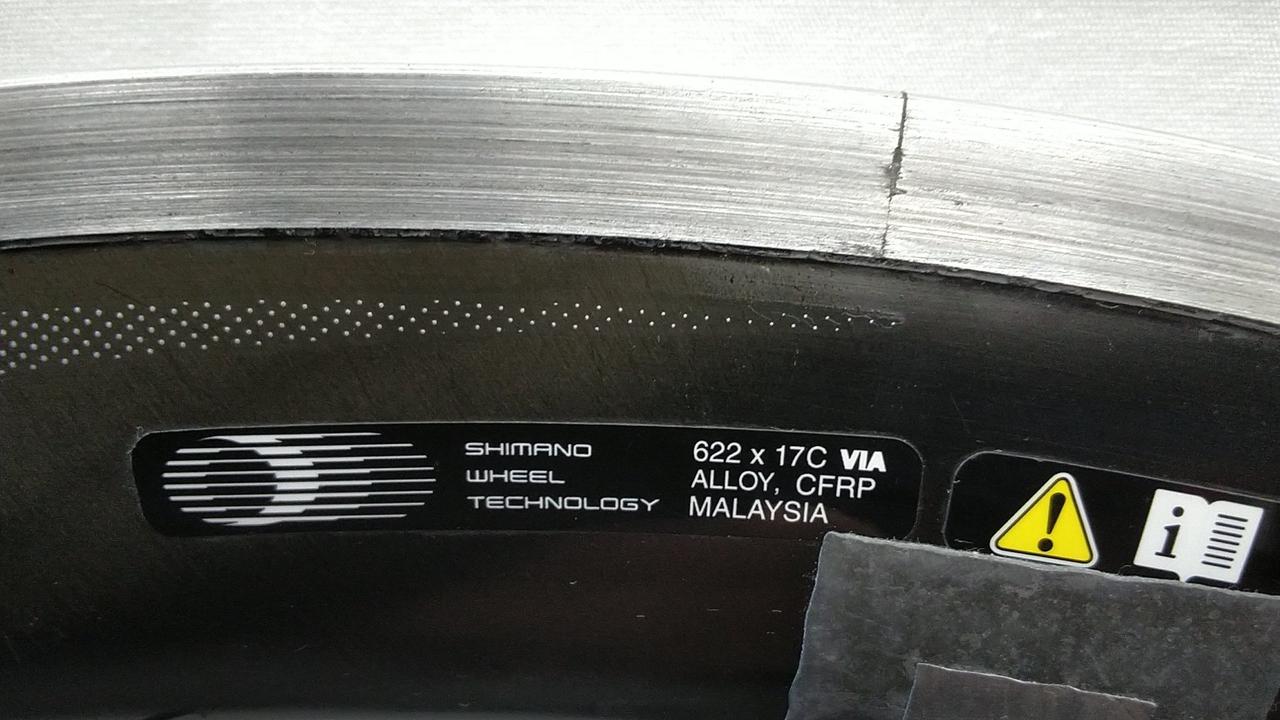 SHIMANO
WHEEL
TECHNOLOGY
622 x 17C VIA
ALLOY, CFRP
MALAYSIA
i